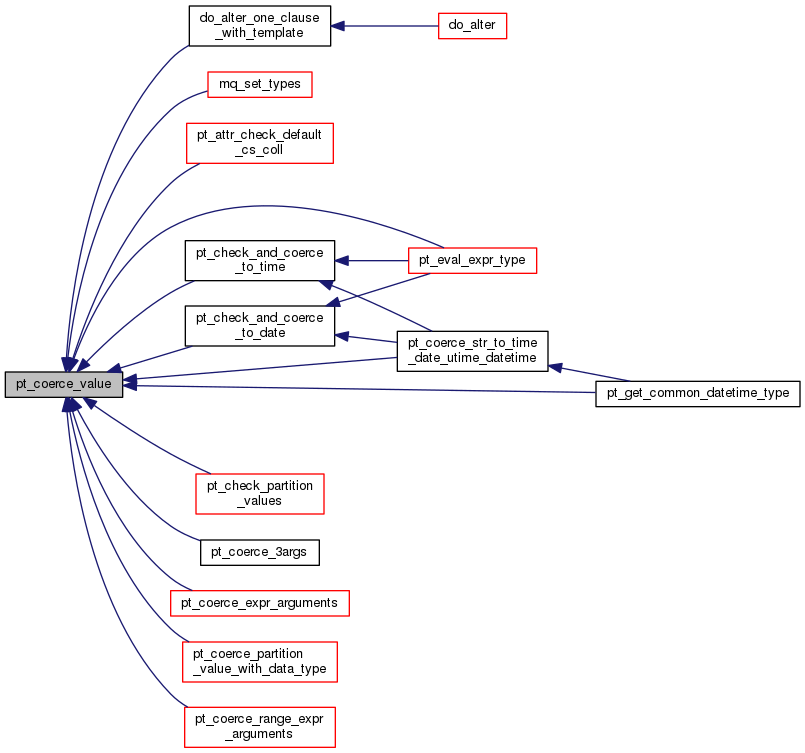 do_alter_one_clause
_with_template
do_alter
mq_set_types
pt_attr_check_default
_cs_coll
pt_check_and_coerce
_to_time
pt_eval_expr_type
pt_check_and_coerce
_to_date
pt_coerce_str_to_time
_date_utime_datetime
pt_coerce_value
pt_get_common_datetime_type
pt_check_partition
_values
pt_coerce_3args
pt_coerce_expr_arguments
pt_coerce_partition
_value_with_data_type
pt_coerce_range_expr
_arguments